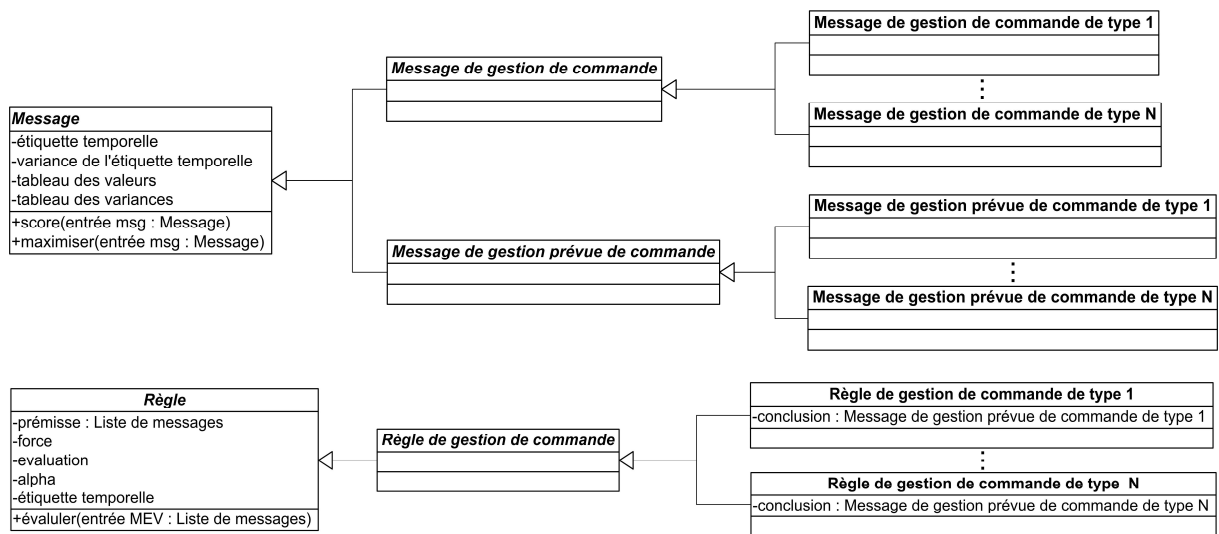 Message de gestion de commande de type 1
Message de gestion de commande
Message de gestion de commande de type N
Message
-étiquette temporelle
-variance de l'étiquette temporelle
-tableau des valeurs
-tableau des variances
+score(entrée msg : Message)
+maximiser(entrée msg : Message)
Message de gestion prévue de commande de type 1
Message de gestion prévue de commande
Message de gestion prévue de commande de type N
Règle
-prémisse : Liste de messages
-force
-evaluation
-alpha
-étiquette temporelle
+évaluler(entrée MEV : Liste de messages)
Règle de gestion de commande
Règle de gestion de commande de type 1
-conclusion : Message de gestion prévue de commande de type 1
Règle de gestion de commande de type N
-conclusion : Message de gestion prévue de commande de type N